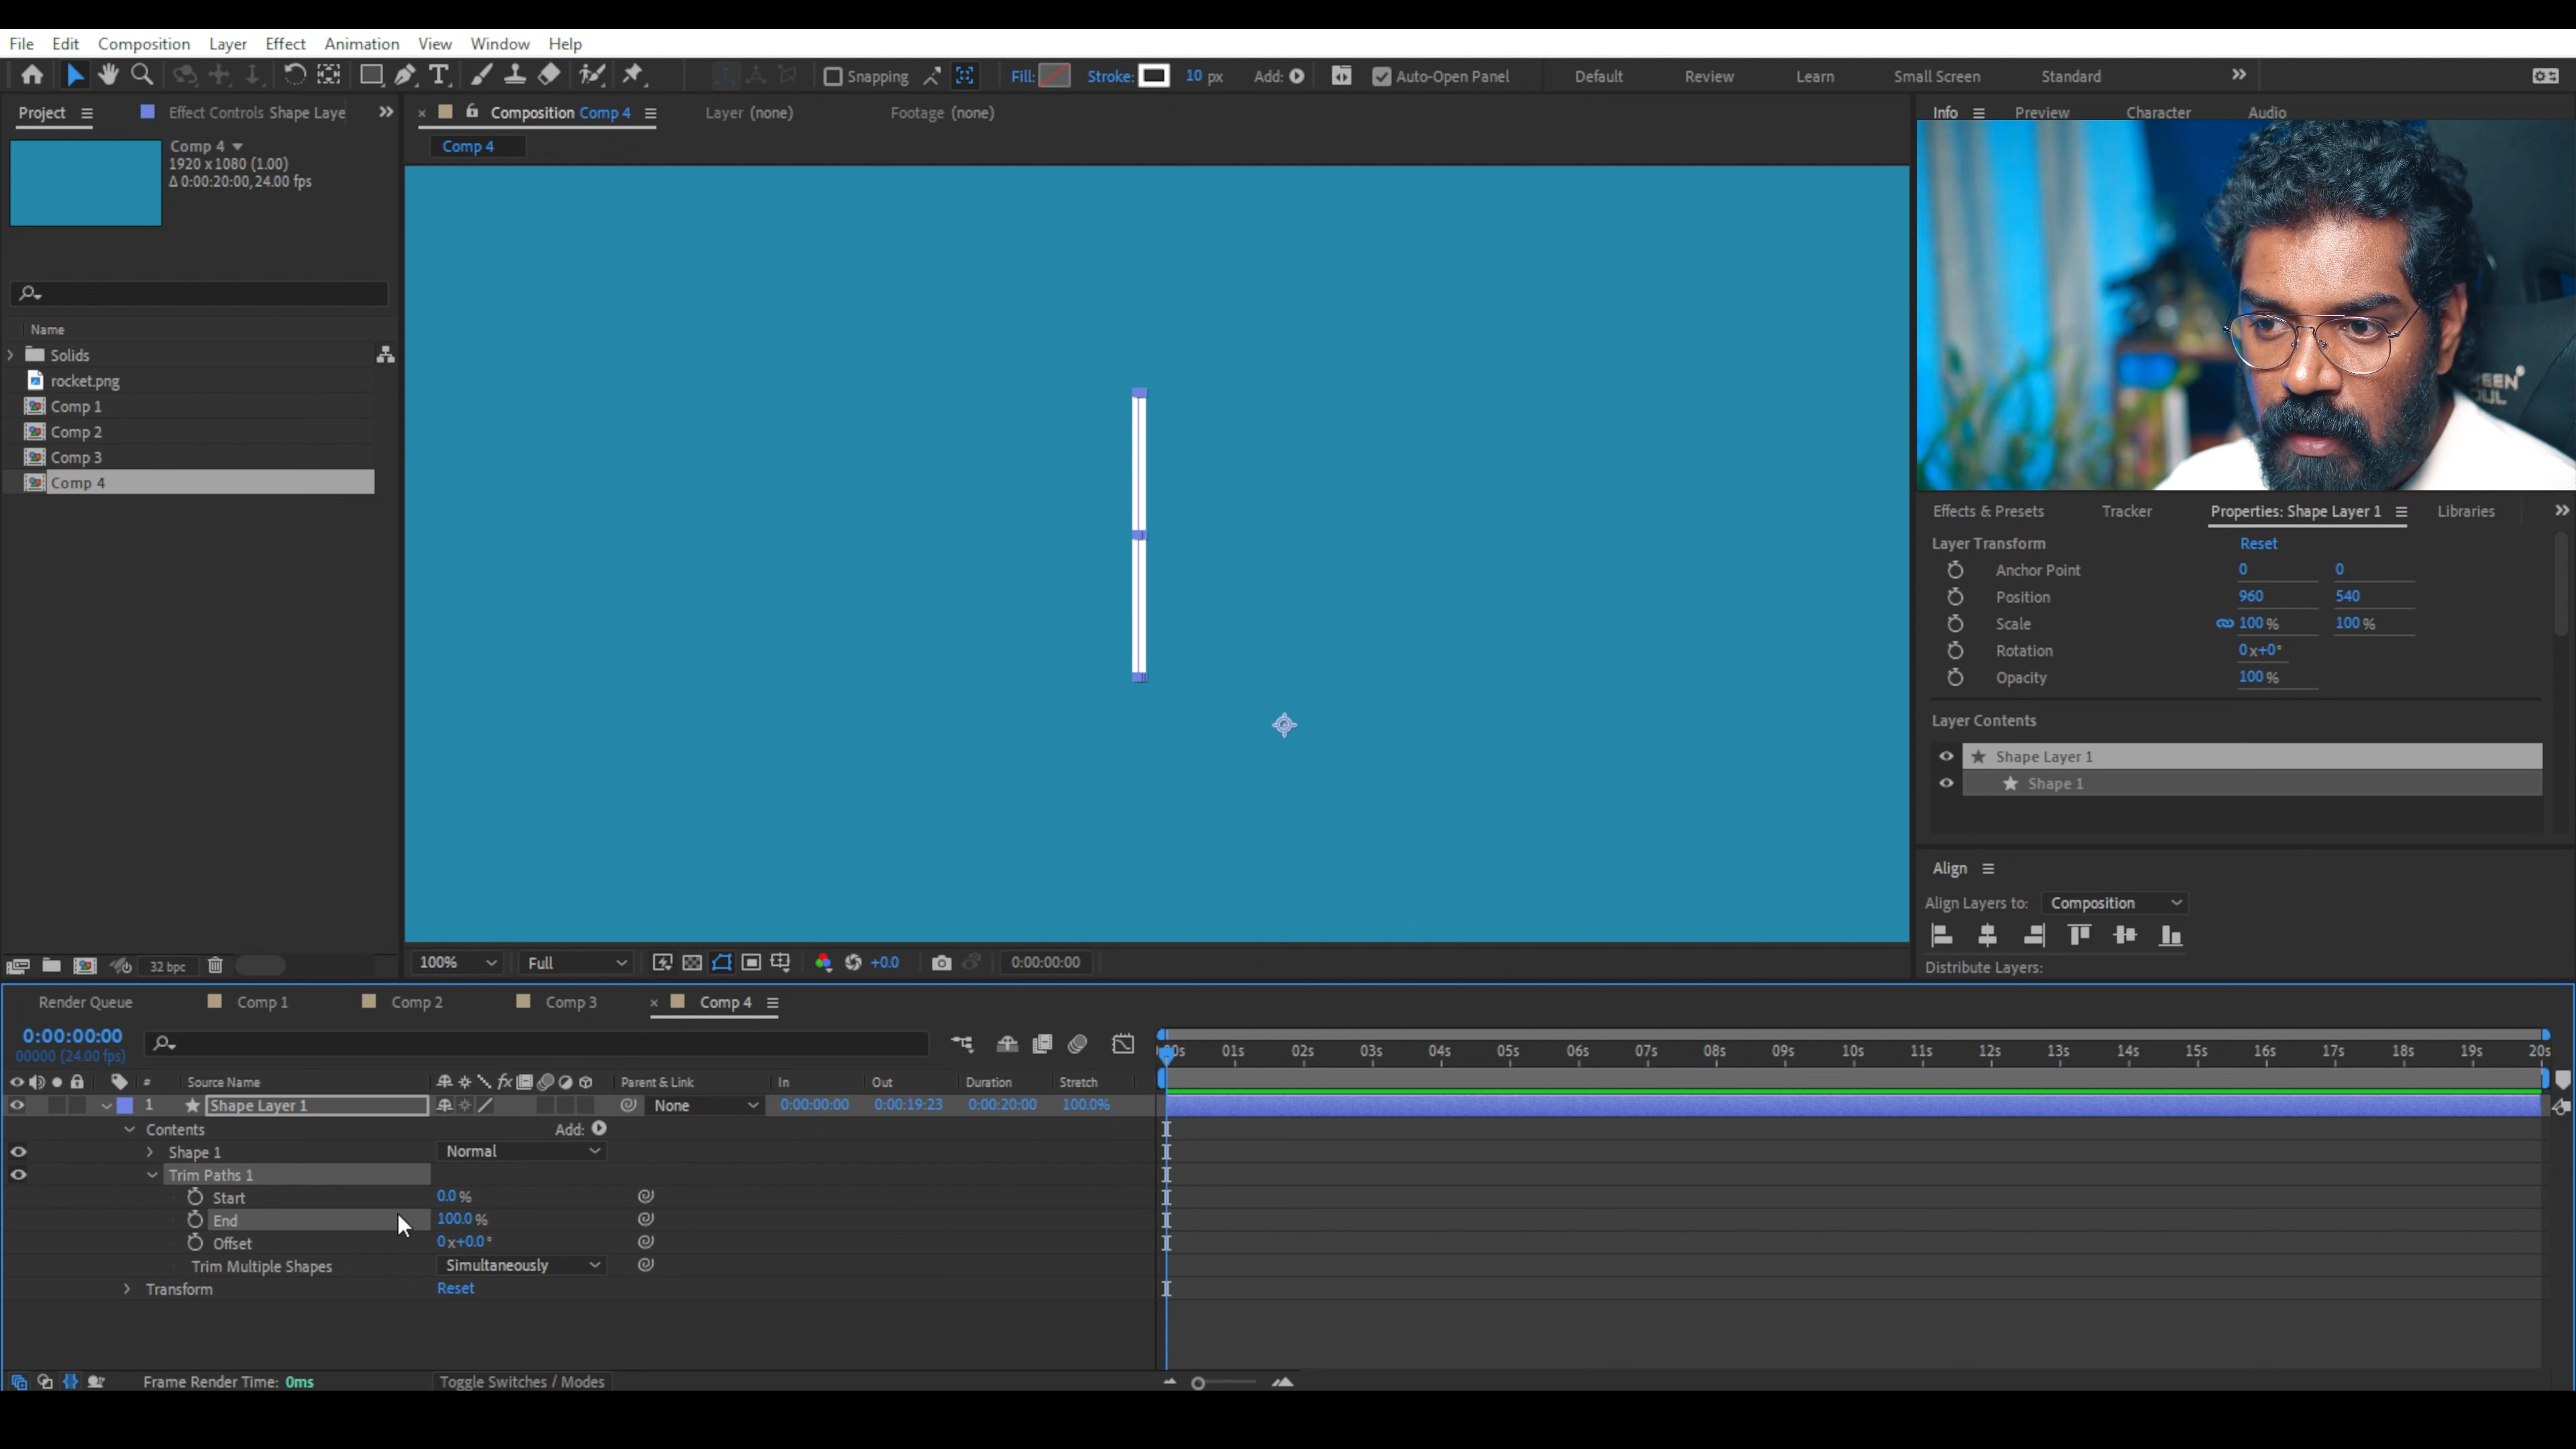 File Edit Composition Layer Effect Animation View Window Help
Snapping Fill: Stroke: 10 px Add: Auto-Open Panel Default Review Learn Small Screen Standard
Project Effect Controls Shape Laye
Composition Comp 4 Layer (none) Footage (none)
Info Preview Character Audio
Comp 4
1920 x 1080 (1.00)
Δ 0:00:20:00, 24.00 fps
Comp 4
Name
Solids
rocket.png
Comp 1
Comp 2
Comp 3
Comp 4
REEN
OUL
Effects & Presets Tracker Properties: Shape Layer 1 Libraries
Layer Transform Reset
Anchor Point 0 0
Position 960 540
Scale 100 % 100 %
Rotation 0x+0°
Opacity 100 %
Layer Contents
Shape Layer 1
Shape 1
Align
Align Layers to: Composition
Distribute Layers:
32 bpc
100% Full +0.0 0:00:00:00
Render Queue Comp 1 Comp 2 Comp 3 Comp 4
0:00:00:00
00000 (24.00 fps)
00s 01s 02s 03s 04s 05s 06s 07s 08s 09s 10s 11s 12s 13s 14s 15s 16s 17s 18s 19s 20s
# Source Name fx Parent & Link In Out Duration Stretch
1 Shape Layer 1 None 0:00:00:00 0:00:19:23 0:00:20:00 100.0%
Contents Add:
Shape 1 Normal
Trim Paths 1
Start 0.0 %
End 100.0 %
Offset 0 x+0.0 °
Trim Multiple Shapes Simultaneously
Transform Reset
Frame Render Time: 0ms Toggle Switches / Modes